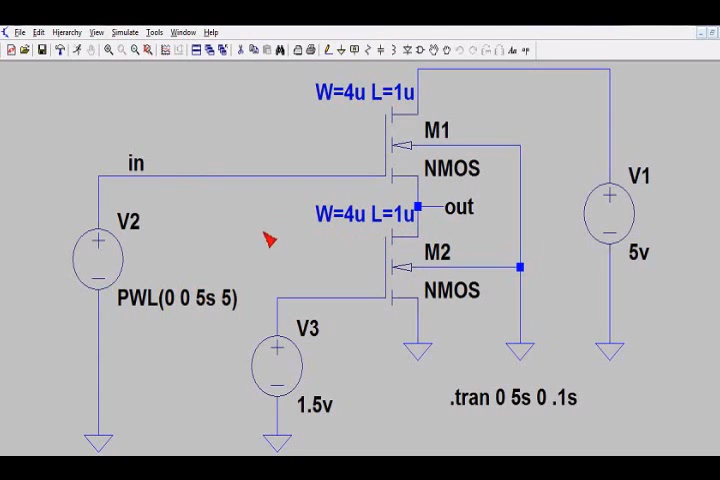 File Edit Hierarchy View Simulate Tools Window Help
W=4u L=1u
M1
in
NMOS
V1
W=4u L=1u
out
V2
M2
5v
NMOS
PWL(0 0 5s 5)
V3
1.5v
.tran 0 5s 0 .1s